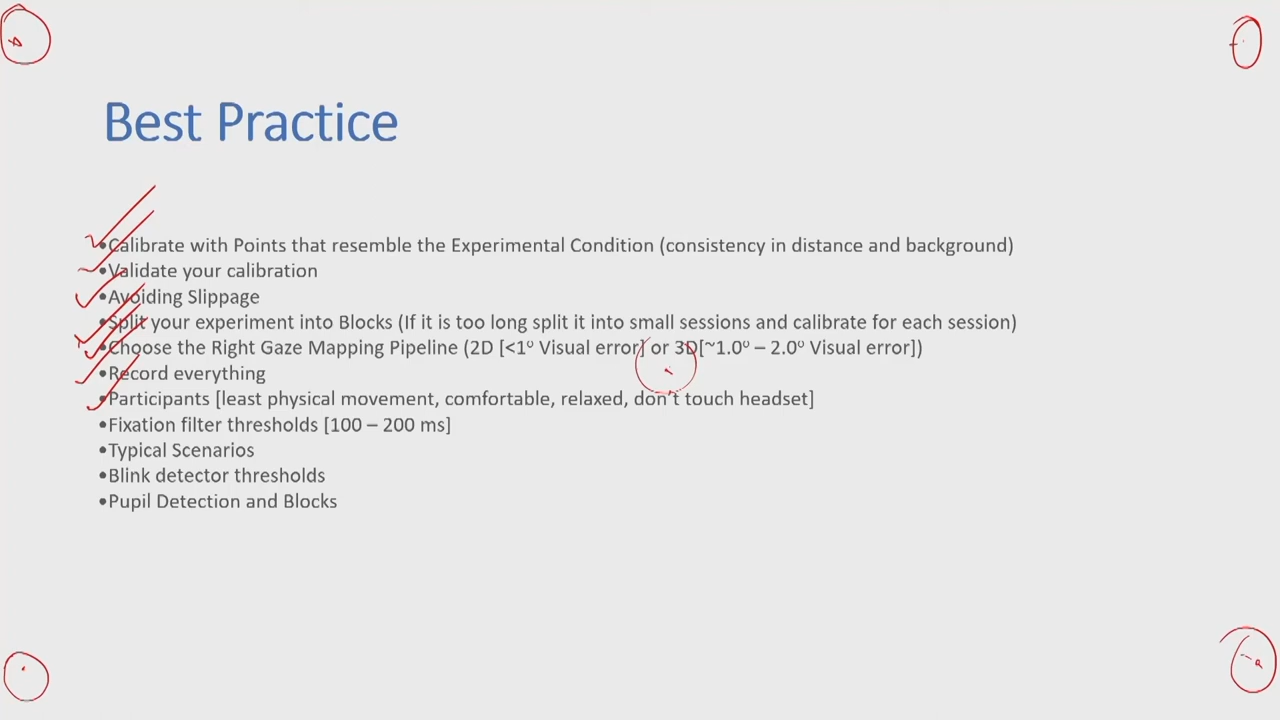 Best Practice
•Calibrate with Points that resemble the Experimental Condition (consistency in distance and background)
•Validate your calibration
•Avoiding Slippage
•Split your experiment into Blocks (If it is too long split it into small sessions and calibrate for each session)
•Choose the Right Gaze Mapping Pipeline (2D [<1º Visual error] or 3D[~1.0º – 2.0º Visual error])
•Record everything
•Participants [least physical movement, comfortable, relaxed, don't touch headset]
•Fixation filter thresholds [100 – 200 ms]
•Typical Scenarios
•Blink detector thresholds
•Pupil Detection and Blocks